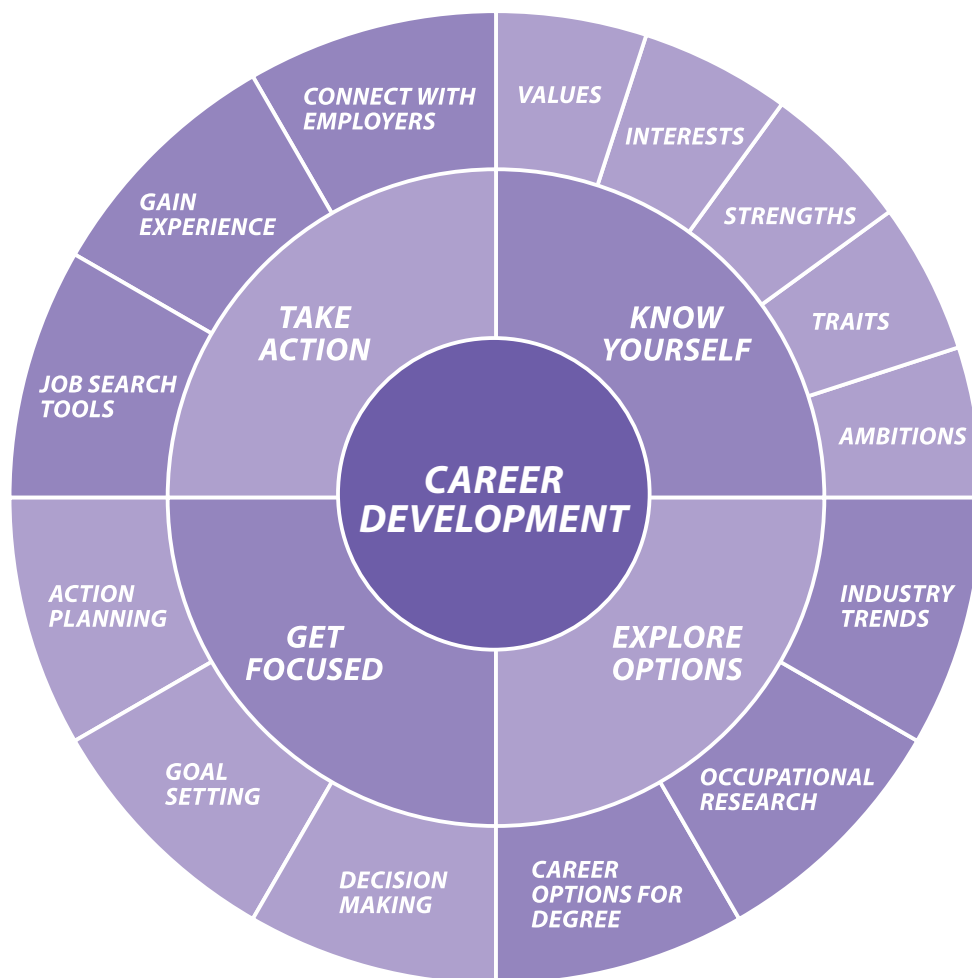 CAREER
DEVELOPMENT
KNOW
YOURSELF
VALUES
INTERESTS
STRENGTHS
TRAITS
AMBITIONS
EXPLORE
OPTIONS
INDUSTRY
TRENDS
OCCUPATIONAL
RESEARCH
CAREER
OPTIONS FOR
DEGREE
GET
FOCUSED
DECISION
MAKING
GOAL
SETTING
ACTION
PLANNING
TAKE
ACTION
JOB SEARCH
TOOLS
GAIN
EXPERIENCE
CONNECT WITH
EMPLOYERS